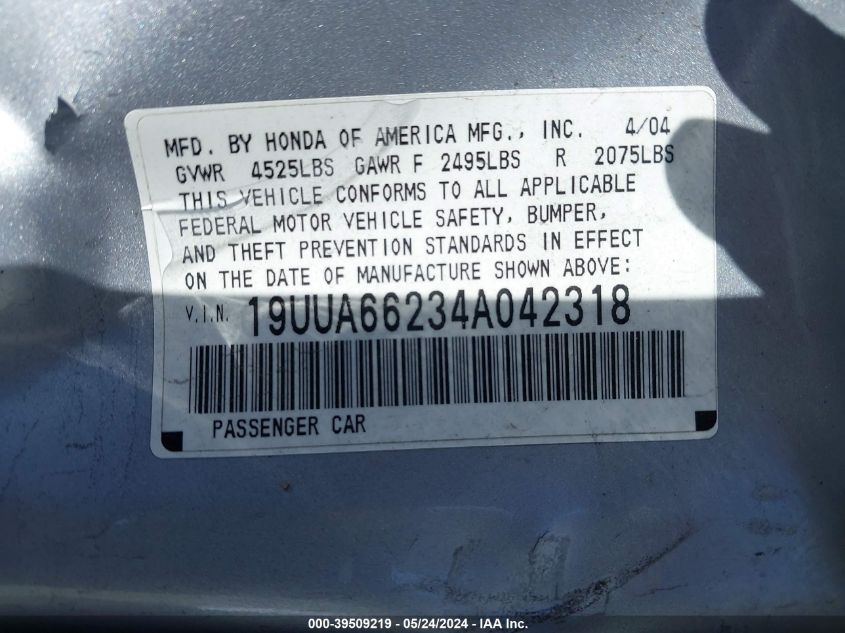 MFD. BY HONDA OF AMERICA MFG., INC. 4/04
GVWR 4525LBS GAWR F 2495LBS R 2075LBS
THIS VEHICLE CONFORMS TO ALL APPLICABLE
FEDERAL MOTOR VEHICLE SAFETY, BUMPER,
AND THEFT PREVENTION STANDARDS IN EFFECT
ON THE DATE OF MANUFACTURE SHOWN ABOVE:
V.I.N. 19UUA66234A042318
PASSENGER CAR
000-39509219 - 05/24/2024 - IAA Inc.